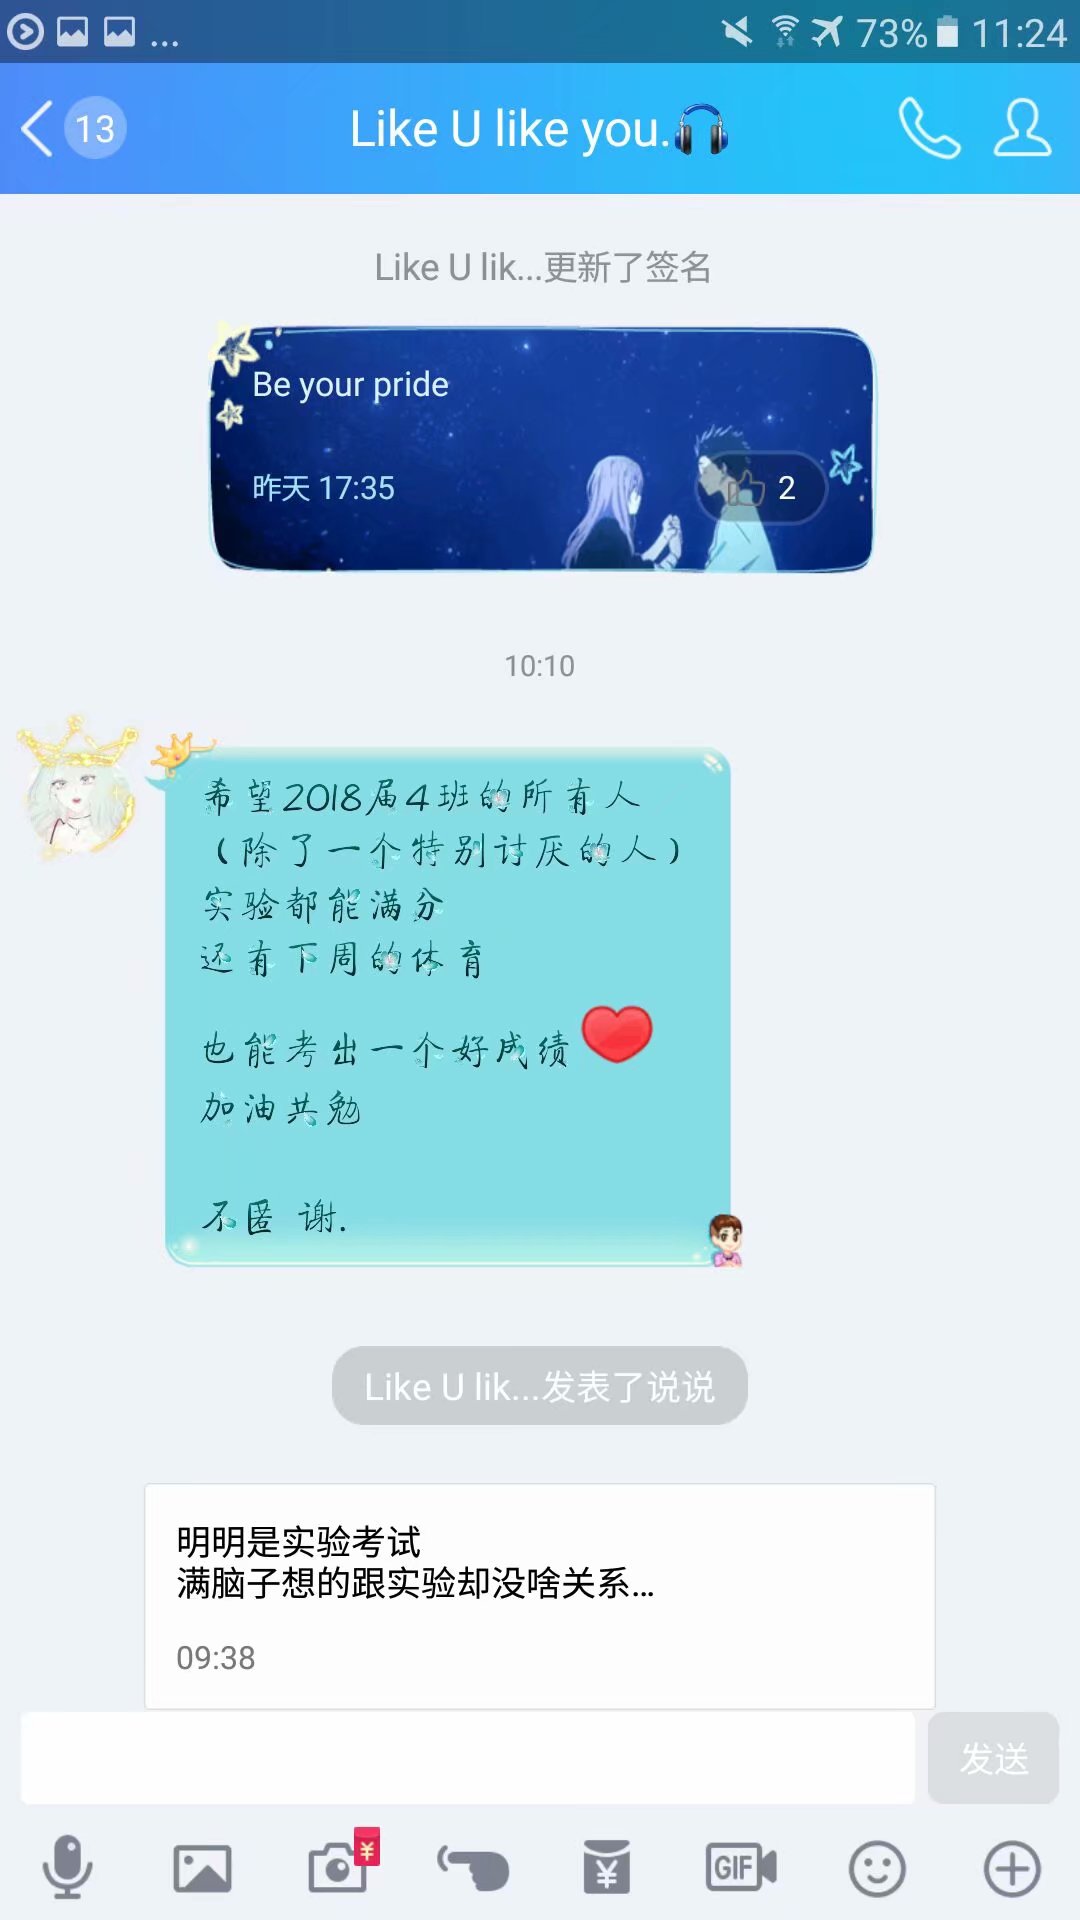 ... 73% 11:24
13 Like U like you.
Like U lik...更新了签名
Be your pride
昨天 17:35 2
10:10
希望2018届4班的所有人
（除了一个特别讨厌的人）
实验都能满分
还有下周的体育
也能考出一个好成绩
加油共勉
不匿 谢.
Like U lik...发表了说说
明明是实验考试
满脑子想的跟实验却没啥关系...
09:38
发送
¥ ¥ GIF